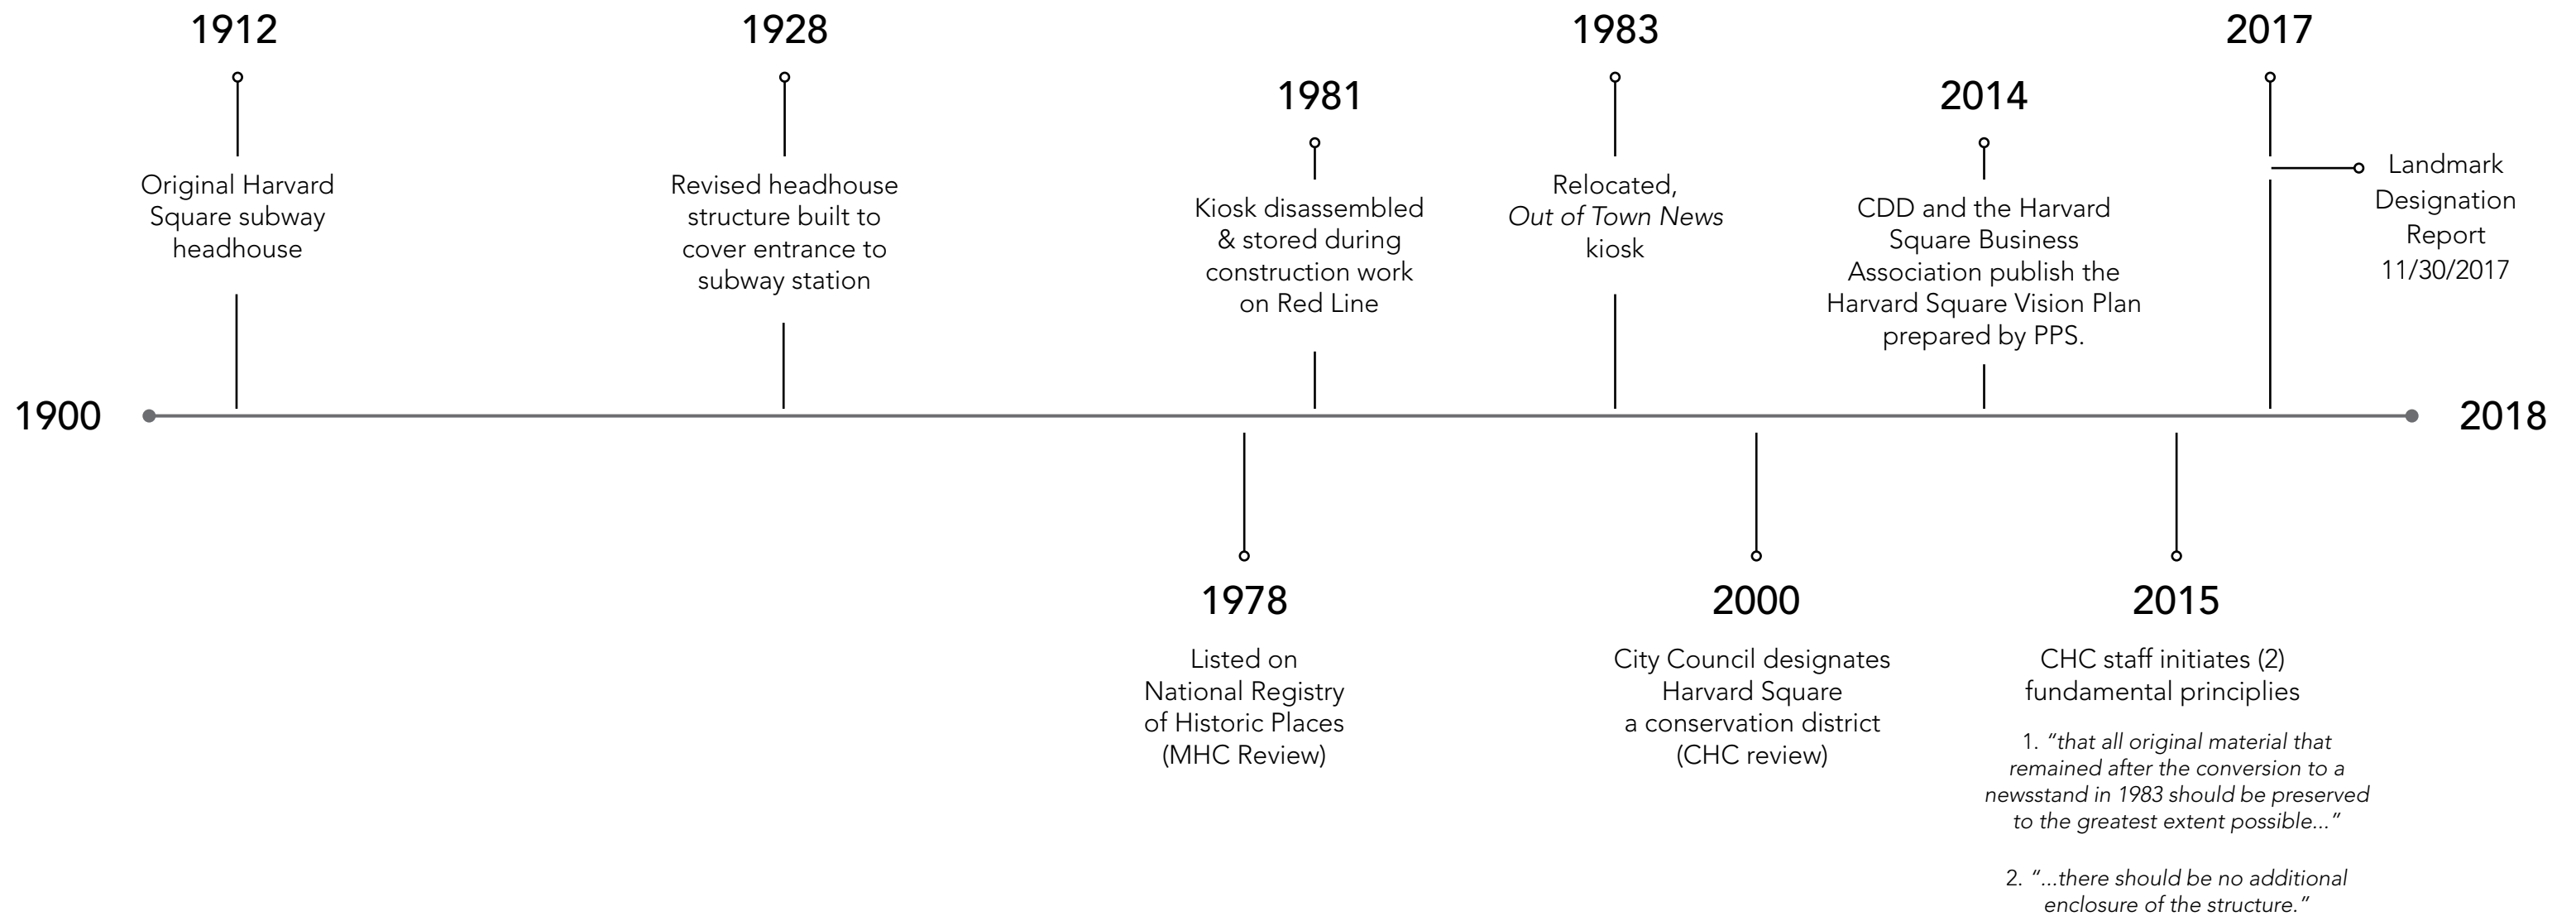 1912
Original Harvard
Square subway
headhouse
1928
Revised headhouse
structure built to
cover entrance to
subway station
1981
Kiosk disassembled
& stored during
construction work
on Red Line
1983
Relocated,
Out of Town News
kiosk
2014
CDD and the Harvard
Square Business
Association publish the
Harvard Square Vision Plan
prepared by PPS.
2017
Landmark
Designation
Report
11/30/2017
1900
2018
1978
Listed on
National Registry
of Historic Places
(MHC Review)
2000
City Council designates
Harvard Square
a conservation district
(CHC review)
2015
CHC staff initiates (2)
fundamental principlies
1. “that all original material that
remained after the conversion to a
newsstand in 1983 should be preserved
to the greatest extent possible...”
2. “...there should be no additional
enclosure of the structure.”